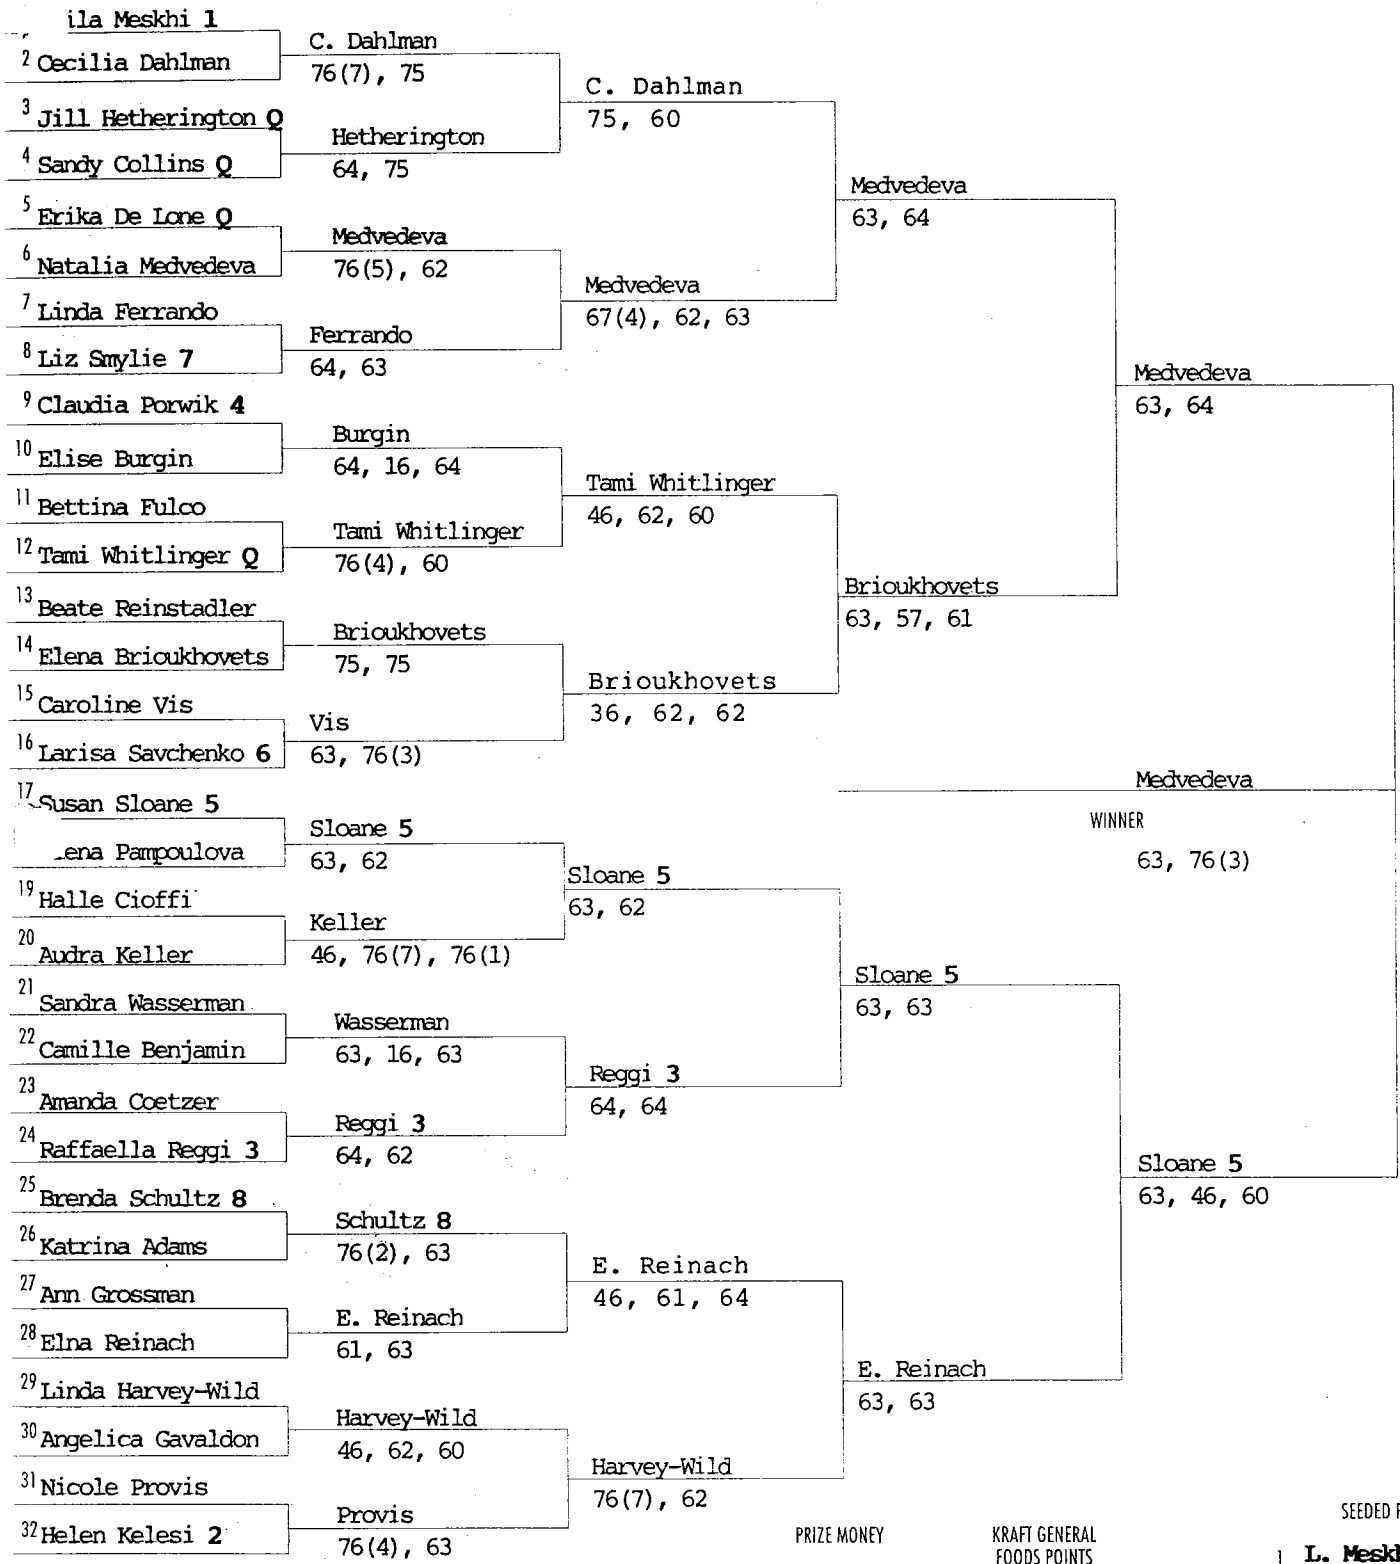 ila Meskhi 1
2 Cecilia Dahlman
3 Jill Hetherington Q
4 Sandy Collins Q
5 Erika De Lone Q
6 Natalia Medvedeva
7 Linda Ferrando
8 Liz Smylie 7
9 Claudia Porwik 4
10 Elise Burgin
11 Bettina Fulco
12 Tami Whitlinger Q
13 Beate Reinstadler
14 Elena Brioukhovets
15 Caroline Vis
16 Larisa Savchenko 6
17 Susan Sloane 5
ena Pampoulova
19 Halle Cioffi
20 Audra Keller
21 Sandra Wasserman
22 Camille Benjamin
23 Amanda Coetzer
24 Raffaella Reggi 3
25 Brenda Schultz 8
26 Katrina Adams
27 Ann Grossman
28 Elna Reinach
29 Linda Harvey-Wild
30 Angelica Gavaldon
31 Nicole Provis
32 Helen Kelesi 2
C. Dahlman
76(7), 75
Hetherington
64, 75
Medvedeva
76(5), 62
Ferrando
64, 63
Burgin
64, 16, 64
Tami Whitlinger
76(4), 60
Brioukhovets
75, 75
Vis
63, 76(3)
Sloane 5
63, 62
Keller
46, 76(7), 76(1)
Wasserman
63, 16, 63
Reggi 3
64, 62
Schultz 8
76(2), 63
E. Reinach
61, 63
Harvey-Wild
46, 62, 60
Provis
76(4), 63
C. Dahlman
75, 60
Medvedeva
67(4), 62, 63
Tami Whitlinger
46, 62, 60
Brioukhovets
36, 62, 62
Sloane 5
63, 62
Reggi 3
64, 64
E. Reinach
46, 61, 64
Harvey-Wild
76(7), 62
Medvedeva
63, 64
Brioukhovets
63, 57, 61
Sloane 5
63, 63
E. Reinach
63, 63
Medvedeva
63, 64
Sloane 5
63, 46, 60
Medvedeva
WINNER
63, 76(3)
PRIZE MONEY
KRAFT GENERAL
FOODS POINTS
SEEDED
1 L. Mesk